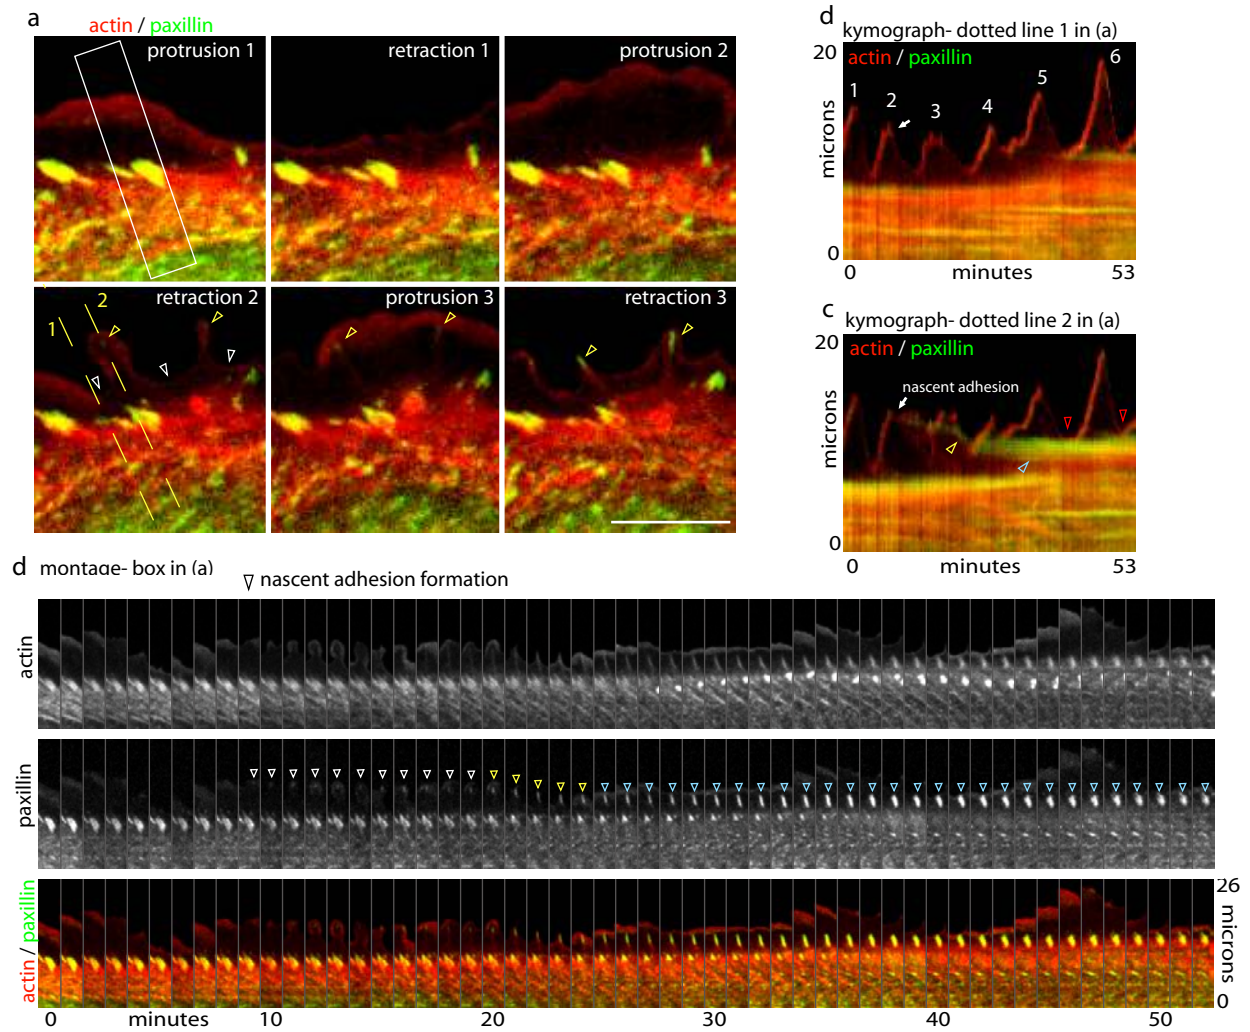 a
actin / paxillin
protrusion 1
retraction 1
protrusion 2
retraction 2
protrusion 3
retraction 3
1
2
d
kymograph- dotted line 1 in (a)
20
actin / paxillin
1
2
3
4
5
6
microns
0
0
minutes
53
c
kymograph- dotted line 2 in (a)
20
actin / paxillin
nascent adhesion
microns
0
0
minutes
53
d
montage- box in (a)
nascent adhesion formation
actin
paxillin
actin / paxillin
26
microns
0
0
minutes
10
20
30
40
50